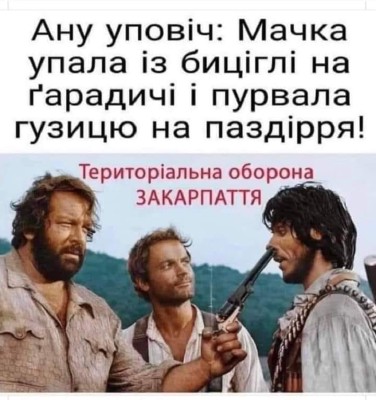 Ану уповіч: Мачка
упала із бициглі на
ґарадичі і пурвала
гузицю на паздірря!
Територіальна оборона
ЗАКАРПАТТЯ